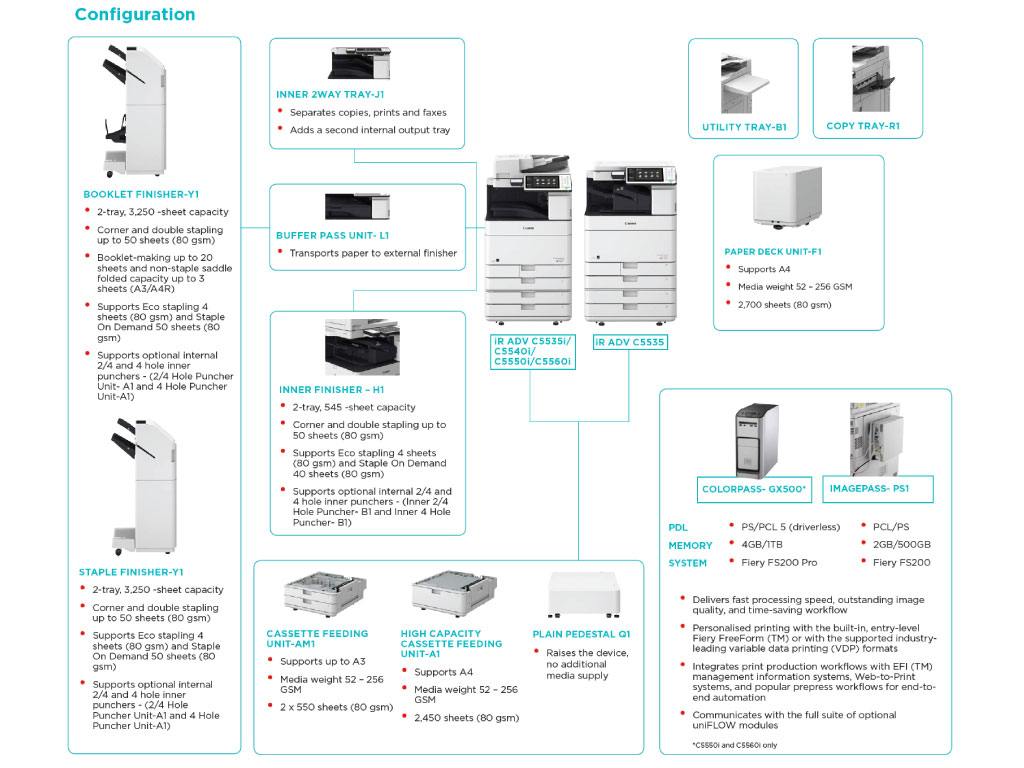 Configuration
BOOKLET FINISHER-Y1
• 2-tray, 3,250 -sheet capacity
• Corner and double stapling
up to 50 sheets (80 gsm)
• Booklet-making up to 20
sheets and non-staple saddle
folded capacity up to 3
sheets (A3/A4R)
• Supports Eco stapling 4
sheets (80 gsm) and Staple
On Demand 50 sheets (80
gsm)
• Supports optional internal
2/4 and 4 hole inner
punchers - (2/4 Hole Puncher
Unit- A1 and 4 Hole Puncher
Unit-A1)
STAPLE FINISHER-Y1
• 2-tray, 3,250 -sheet capacity
• Corner and double stapling
up to 50 sheets (80 gsm)
• Supports Eco stapling 4
sheets (80 gsm) and Staple
On Demand 50 sheets (80
gsm)
• Supports optional internal
2/4 and 4 hole inner
punchers - (2/4 Hole
Puncher Unit-A1 and 4 Hole
Puncher Unit-A1)
INNER 2WAY TRAY-J1
• Separates copies, prints and faxes
• Adds a second internal output tray
BUFFER PASS UNIT- L1
• Transports paper to external finisher
INNER FINISHER – H1
• 2-tray, 545 -sheet capacity
• Corner and double stapling up to
50 sheets (80 gsm)
• Supports Eco stapling 4 sheets
(80 gsm) and Staple On Demand
40 sheets (80 gsm)
• Supports optional internal 2/4 and
4 hole inner punchers - (Inner 2/4
Hole Puncher- B1 and Inner 4 Hole
Puncher- B1)
Canon
Canon
iR ADV C5535i/
C5540i/
C5550i/C5560i
iR ADV C5535
UTILITY TRAY-B1
COPY TRAY-R1
PAPER DECK UNIT-F1
• Supports A4
• Media weight 52 – 256 GSM
• 2,700 sheets (80 gsm)
CASSETTE FEEDING
UNIT-AM1
• Supports up to A3
• Media weight 52 – 256
GSM
• 2 x 550 sheets (80 gsm)
HIGH CAPACITY
CASSETTE FEEDING
UNIT-A1
• Supports A4
• Media weight 52 – 256
GSM
• 2,450 sheets (80 gsm)
PLAIN PEDESTAL Q1
• Raises the device,
no additional
media supply
COLORPASS- GX500*
IMAGEPASS- PS1
PDL • PS/PCL 5 (driverless) • PCL/PS
MEMORY • 4GB/1TB • 2GB/500GB
SYSTEM • Fiery FS200 Pro • Fiery FS200
• Delivers fast processing speed, outstanding image
quality, and time-saving workflow
• Personalised printing with the built-in, entry-level
Fiery FreeForm (TM) or with the supported industry-
leading variable data printing (VDP) formats
• Integrates print production workflows with EFI (TM)
management information systems, Web-to-Print
systems, and popular prepress workflows for end-to-
end automation
• Communicates with the full suite of optional
uniFLOW modules
*C5550i and C5560i only